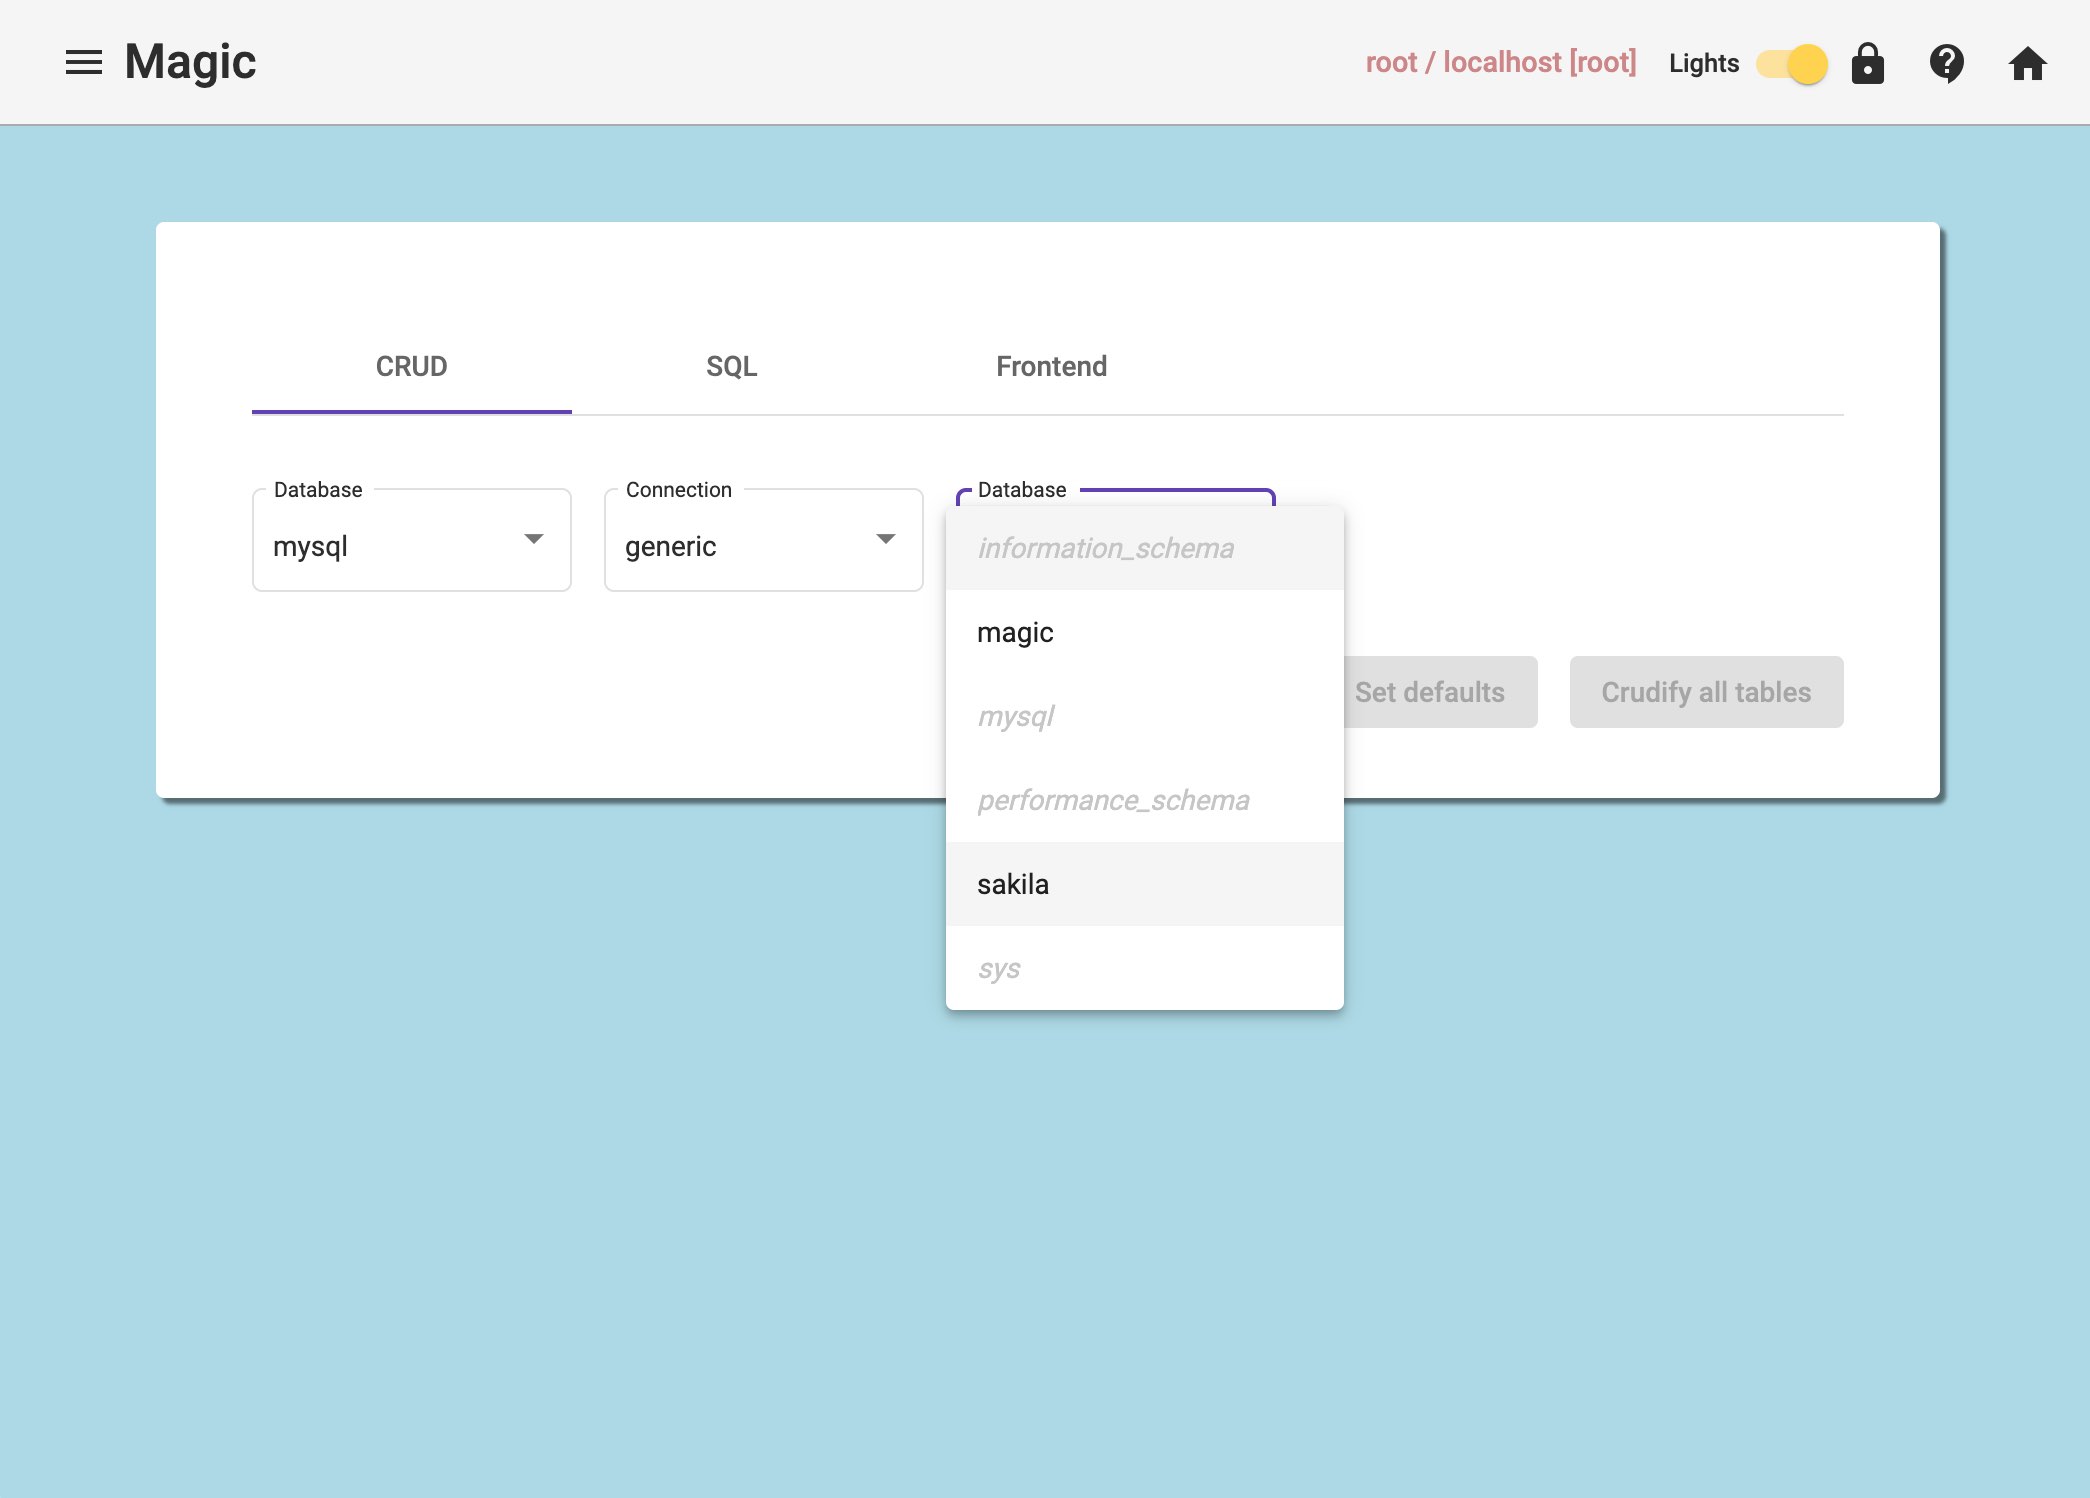 Magic
root / localhost [root]
Lights
CRUD
SQL
Frontend
Database
mysql
Connection
generic
Database
information_schema
magic
mysql
performance_schema
sakila
sys
Set defaults
Crudify all tables